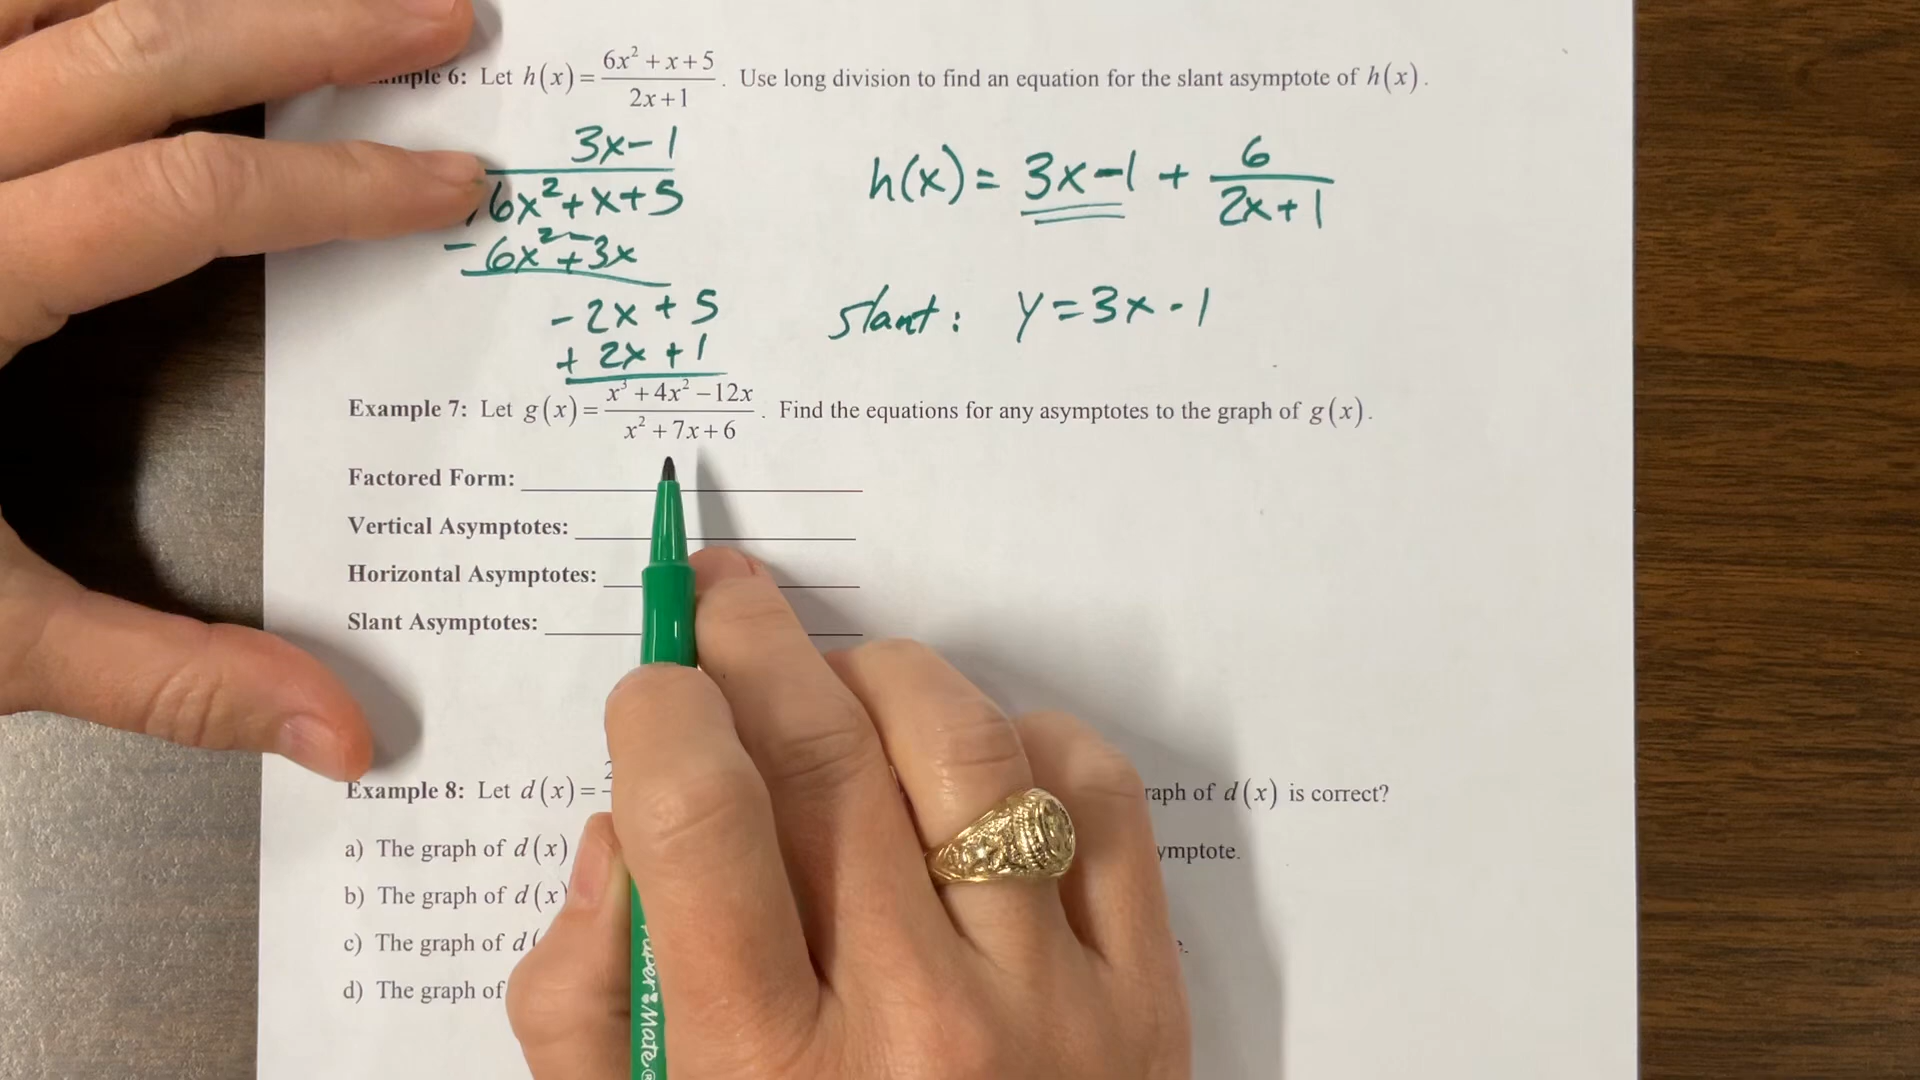 mple 6: Let h(x) = (6x² + x + 5)/(2x + 1). Use long division to find an equation for the slant asymptote of h(x).
3x - 1
6x² + x + 5
- 6x² + 3x
- 2x + 5
+ 2x + 1
h(x) = 3x - 1 + 6/(2x + 1)
slant: y = 3x - 1
Example 7: Let g(x) = (x³ + 4x² - 12x)/(x² + 7x + 6). Find the equations for any asymptotes to the graph of g(x).
Factored Form:
Vertical Asymptotes:
Horizontal Asymptotes:
Slant Asymptotes:
Example 8: Let d(x) = raph of d(x) is correct?
a) The graph of d(x) ymptote.
b) The graph of d(x)
c) The graph of d(
d) The graph of
Paper Mate®